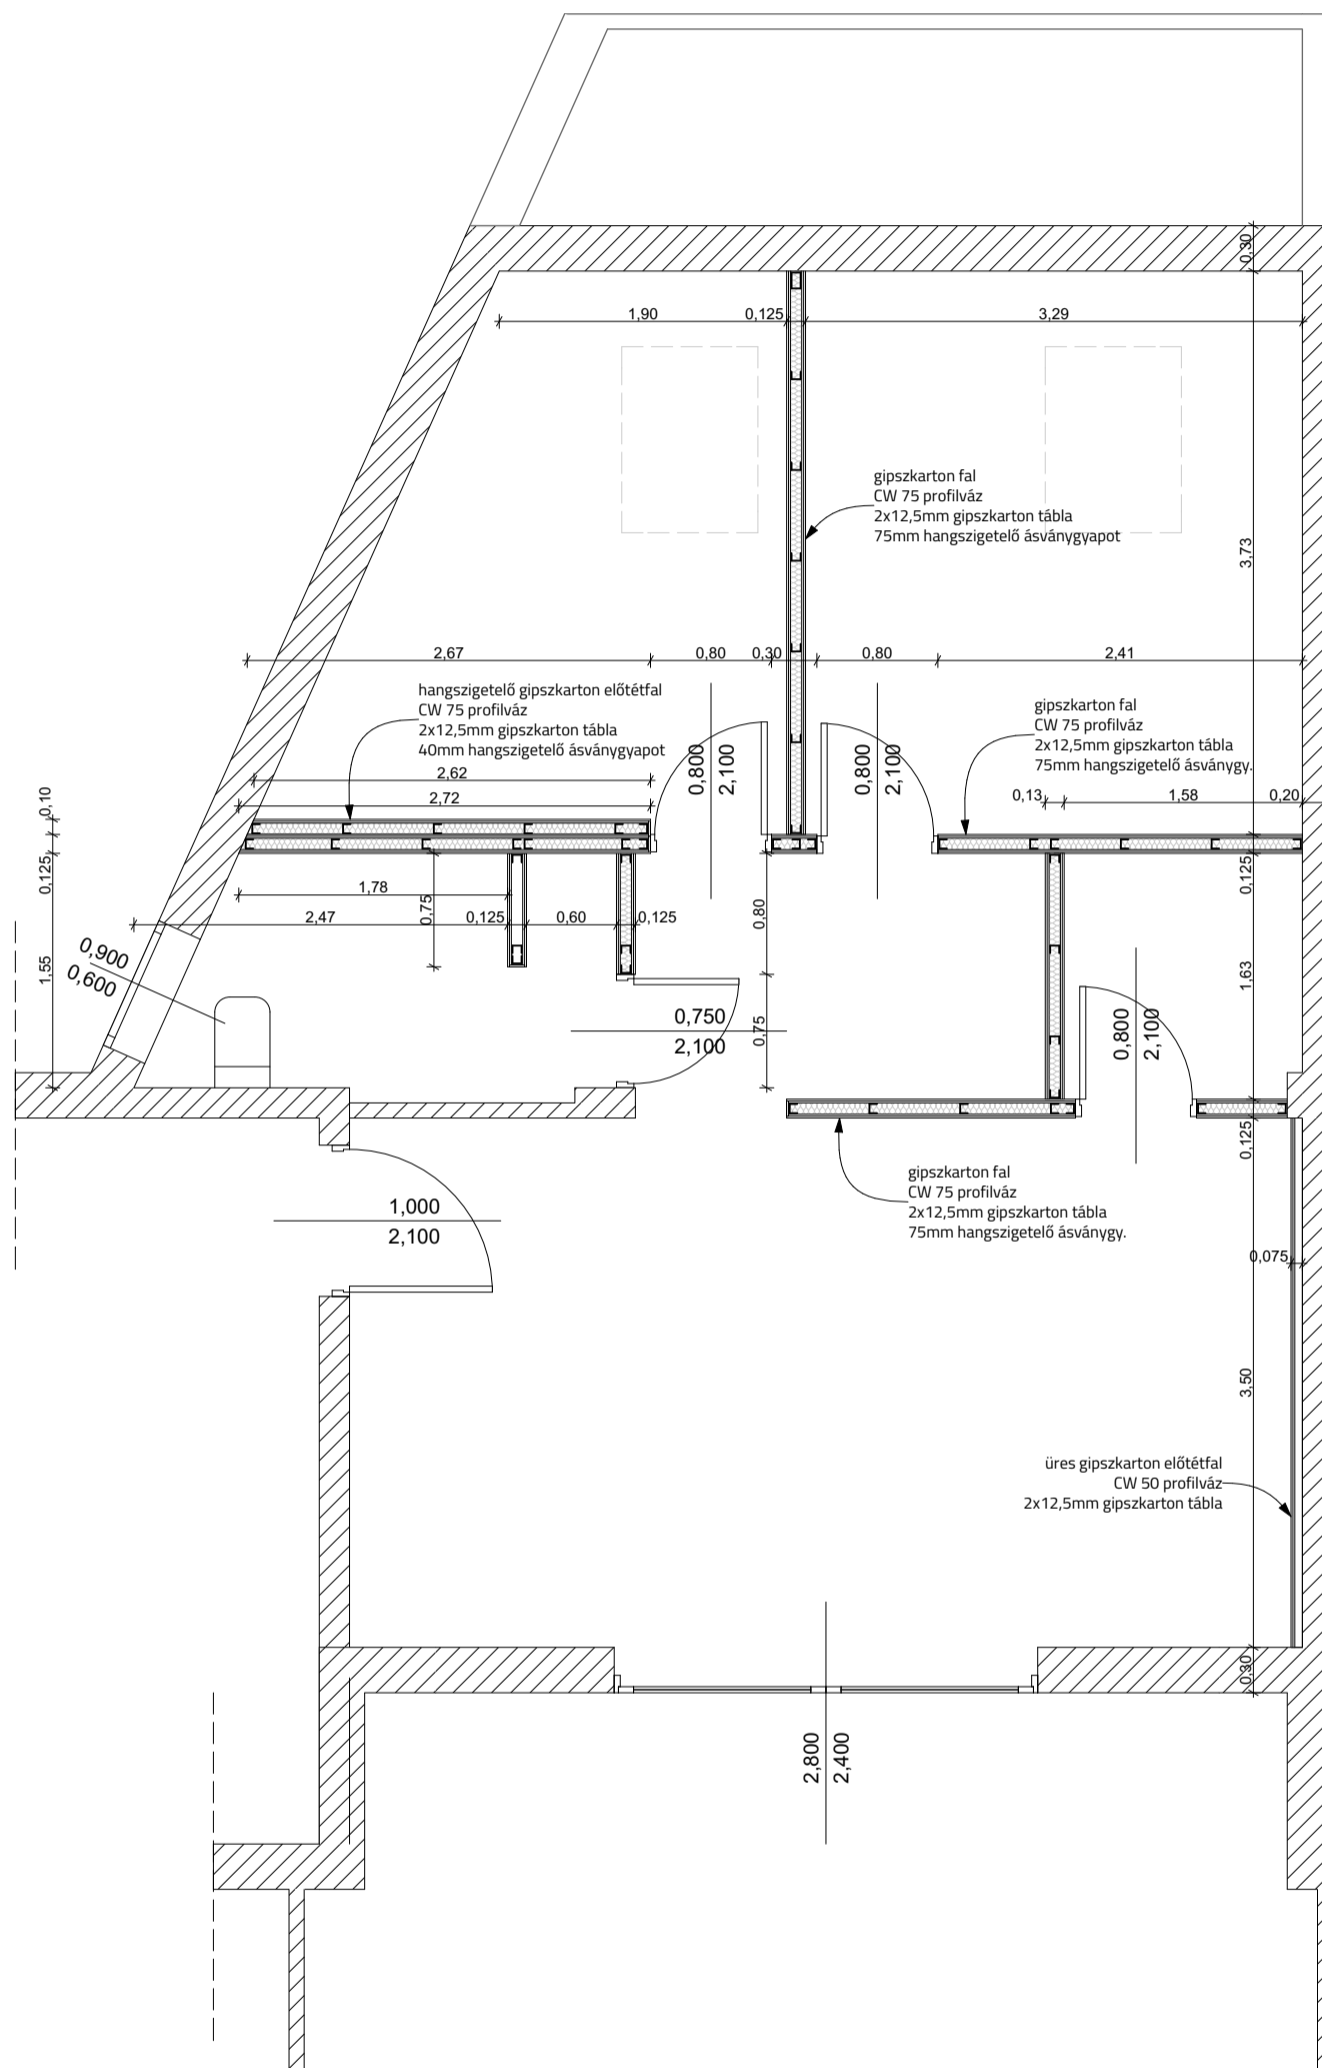 0,30
1,90
0,125
3,29
gipszkarton fal
CW 75 profilváz
2x12,5mm gipszkarton tábla
75mm hangszigetelő ásványgyapot
3,73
2,67
0,80
0,30
0,80
2,41
hangszigetelő gipszkarton előtétfal
CW 75 profilváz
2x12,5mm gipszkarton tábla
40mm hangszigetelő ásványgyapot
gipszkarton fal
CW 75 profilváz
2x12,5mm gipszkarton tábla
75mm hangszigetelő ásványgy.
0,800
2,100
0,800
2,100
2,62
2,72
0,13
1,58
0,20
0,10
0,125
1,55
0,125
1,78
0,75
0,80
2,47
0,125
0,60
0,125
0,900
0,600
1,63
0,750
2,100
0,75
0,800
2,100
0,125
gipszkarton fal
CW 75 profilváz
2x12,5mm gipszkarton tábla
75mm hangszigetelő ásványgy.
1,000
2,100
0,075
3,50
üres gipszkarton előtétfal
CW 50 profilváz
2x12,5mm gipszkarton tábla
0,30
2,800
2,400